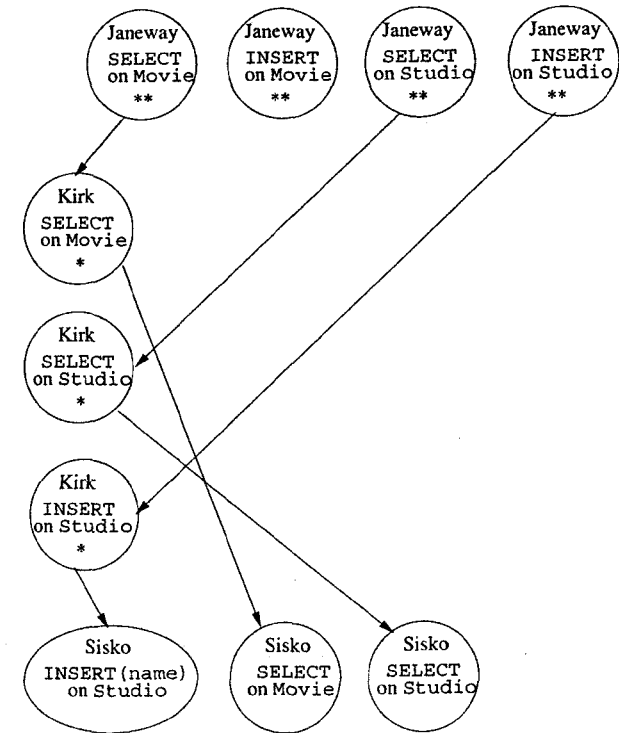 Janeway
SELECT
on Movie
**
Janeway
INSERT
on Movie
**
Janeway
SELECT
on Studio
**
Janeway
INSERT
on Studio
**
Kirk
SELECT
on Movie
*
Kirk
SELECT
on Studio
*
Kirk
INSERT
on Studio
*
Sisko
INSERT(name)
on Studio
Sisko
SELECT
on Movie
Sisko
SELECT
on Studio